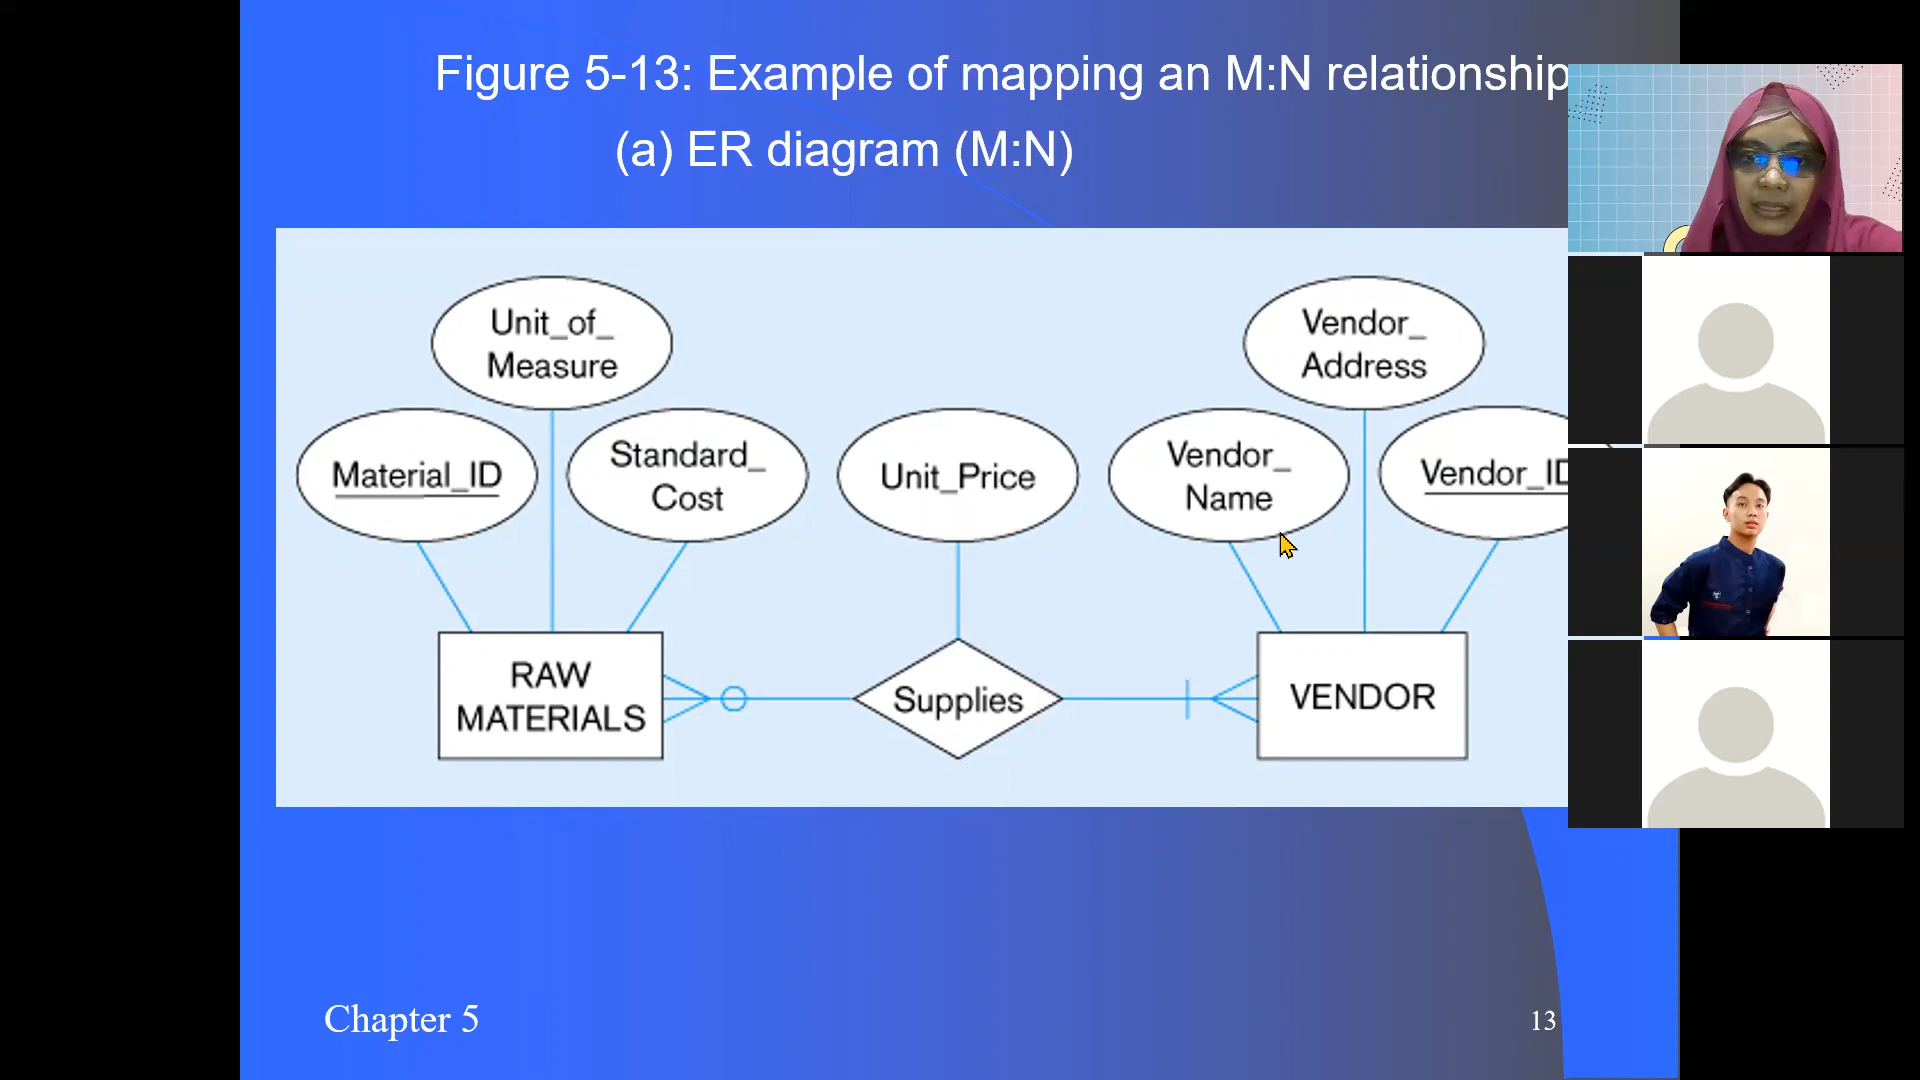 Figure 5-13: Example of mapping an M:N relationship
(a) ER diagram (M:N)
Unit_of_
Measure
Vendor_
Address
Material_ID
Standard_
Cost
Unit_Price
Vendor_
Name
Vendor_ID
RAW
MATERIALS
Supplies
VENDOR
Chapter 5
13